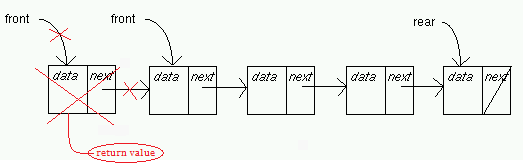 front
front
rear
data next
data next
data next
data next
data next
return value